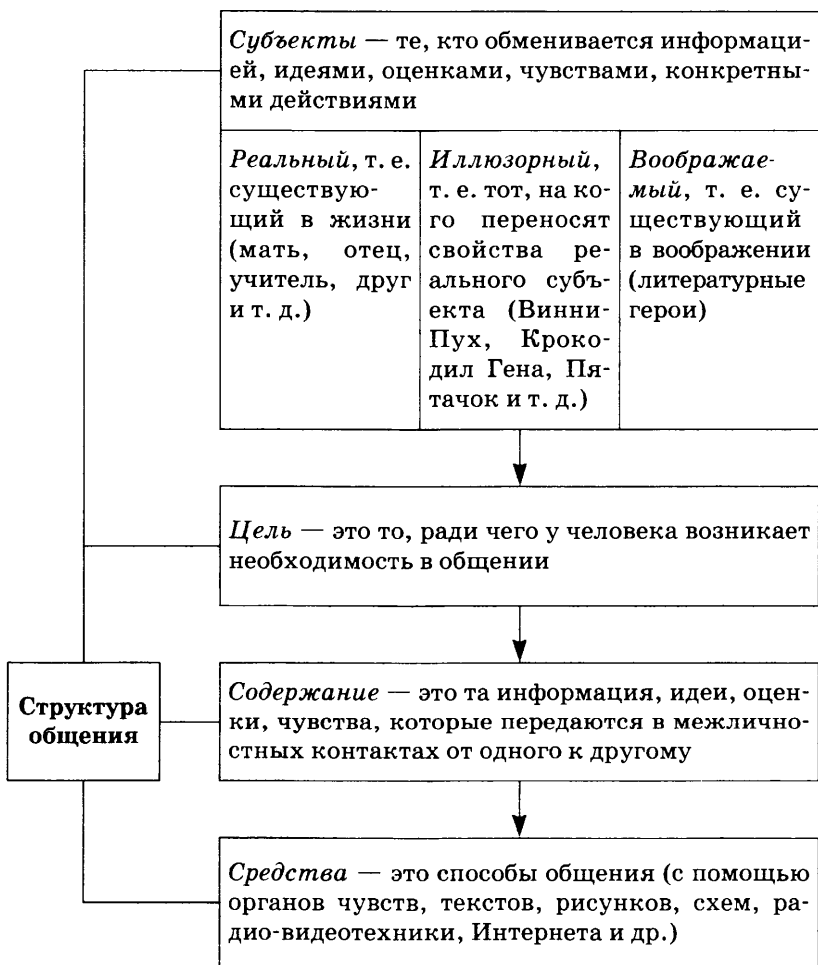 Субъекты — те, кто обменивается информаци-
ей, идеями, оценками, чувствами, конкретны-
ми действиями
Реальный, т. е.
существую-
щий в жизни
(мать, отец,
учитель, друг
и т. д.)
Иллюзорный,
т. е. тот, на ко-
го переносят
свойства ре-
ального субъ-
екта (Винни-
Пух, Кроко-
дил Гена, Пя-
тачок и т. д.)
Воображае-
мый, т. е. су-
ществующий
в воображении
(литературные
герои)
Цель — это то, ради чего у человека возникает
необходимость в общении
Структура
общения
Содержание — это та информация, идеи, оцен-
ки, чувства, которые передаются в межлично-
стных контактах от одного к другому
Средства — это способы общения (с помощью
органов чувств, текстов, рисунков, схем, ра-
дио-видеотехники, Интернета и др.)